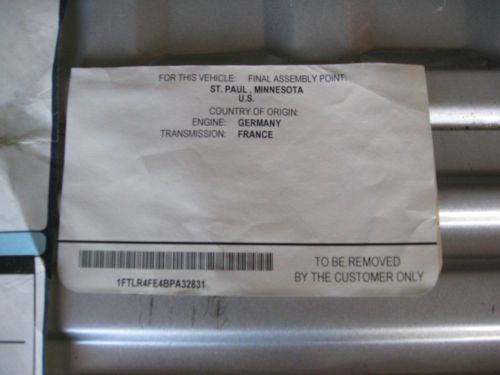 FOR THIS VEHICLE: FINAL ASSEMBLY POINT:
ST. PAUL , MINNESOTA
U.S.
COUNTRY OF ORIGIN:
ENGINE: GERMANY
TRANSMISSION: FRANCE
1FTLR4FE4BPA32831
TO BE REMOVED
BY THE CUSTOMER ONLY